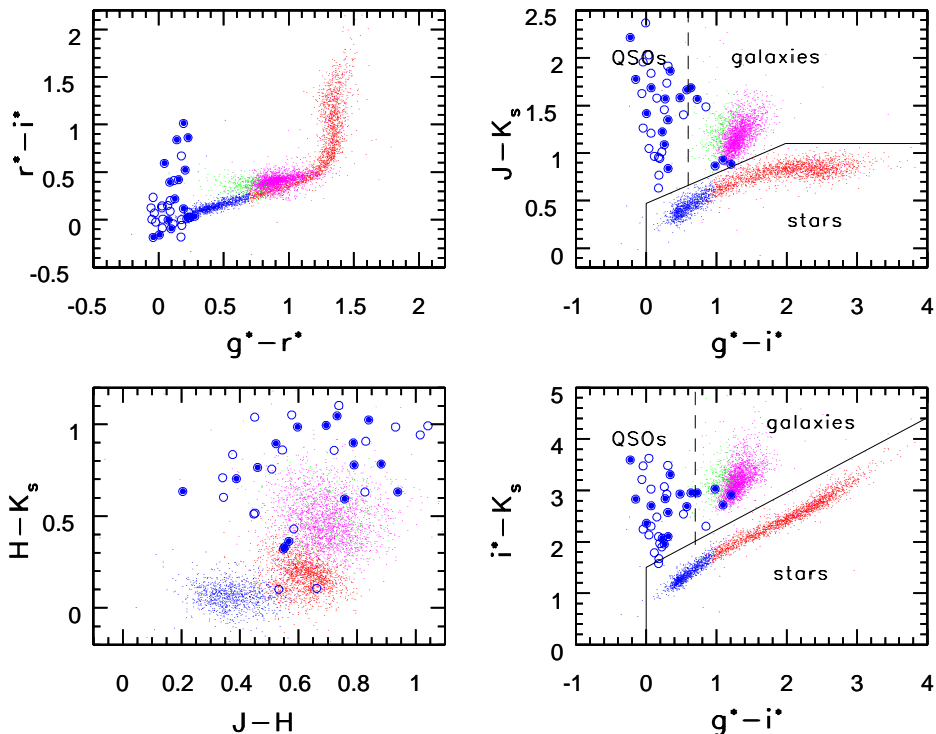 2
1.5
1
0.5
0
-0.5
r*-i*
-0.5 0 0.5 1 1.5 2
g*-r*
2.5
2
1.5
1
0.5
0
J-Ks
QSOs galaxies
stars
-1 0 1 2 3 4
g*-i*
1
0.5
0
H-Ks
0 0.2 0.4 0.6 0.8 1
J-H
5
4
3
2
1
0
i*-Ks
QSOs galaxies
stars
-1 0 1 2 3 4
g*-i*